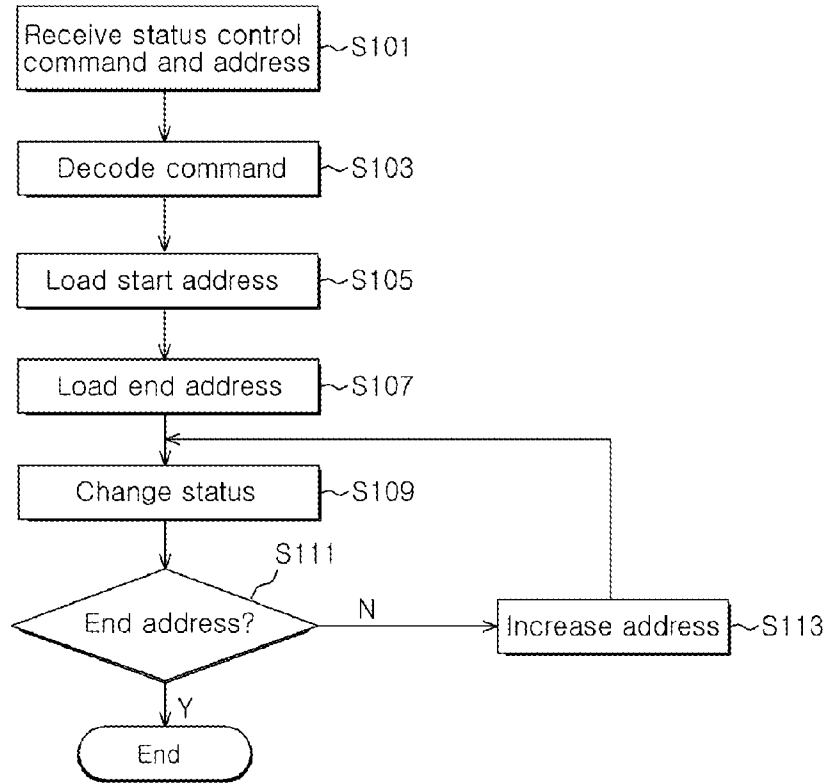 Receive status control
command and address
S101
Decode command
S103
Load start address
S105
Load end address
S107
Change status
S109
S111
End address?
N
Increase address
S113
Y
End